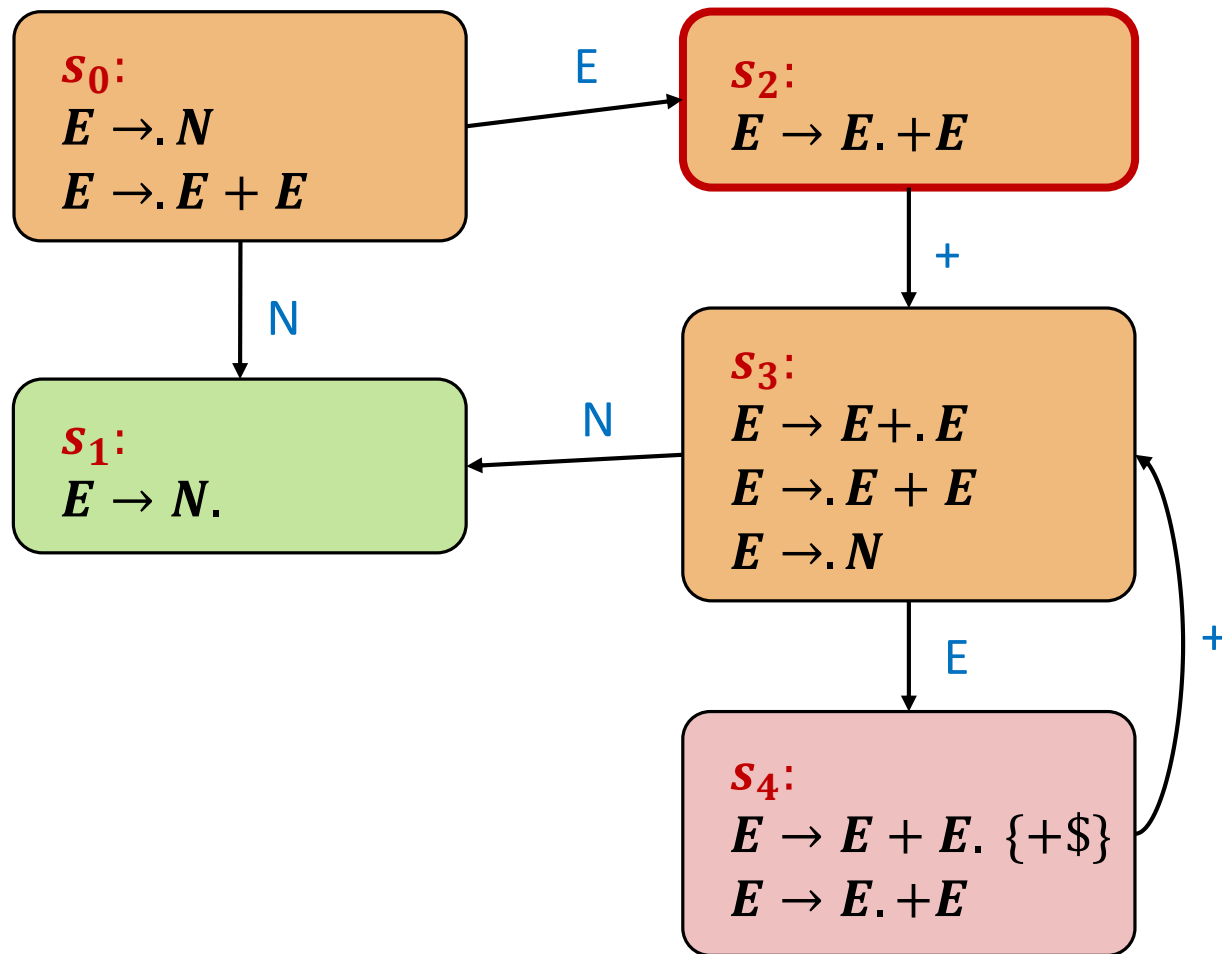 s₀:
E →. N
E →. E + E
E
s₂:
E → E. +E
+
N
s₁:
E → N.
N
s₃:
E → E+. E
E →. E + E
E →. N
E
+
s₄:
E → E + E. {+$}
E → E. +E